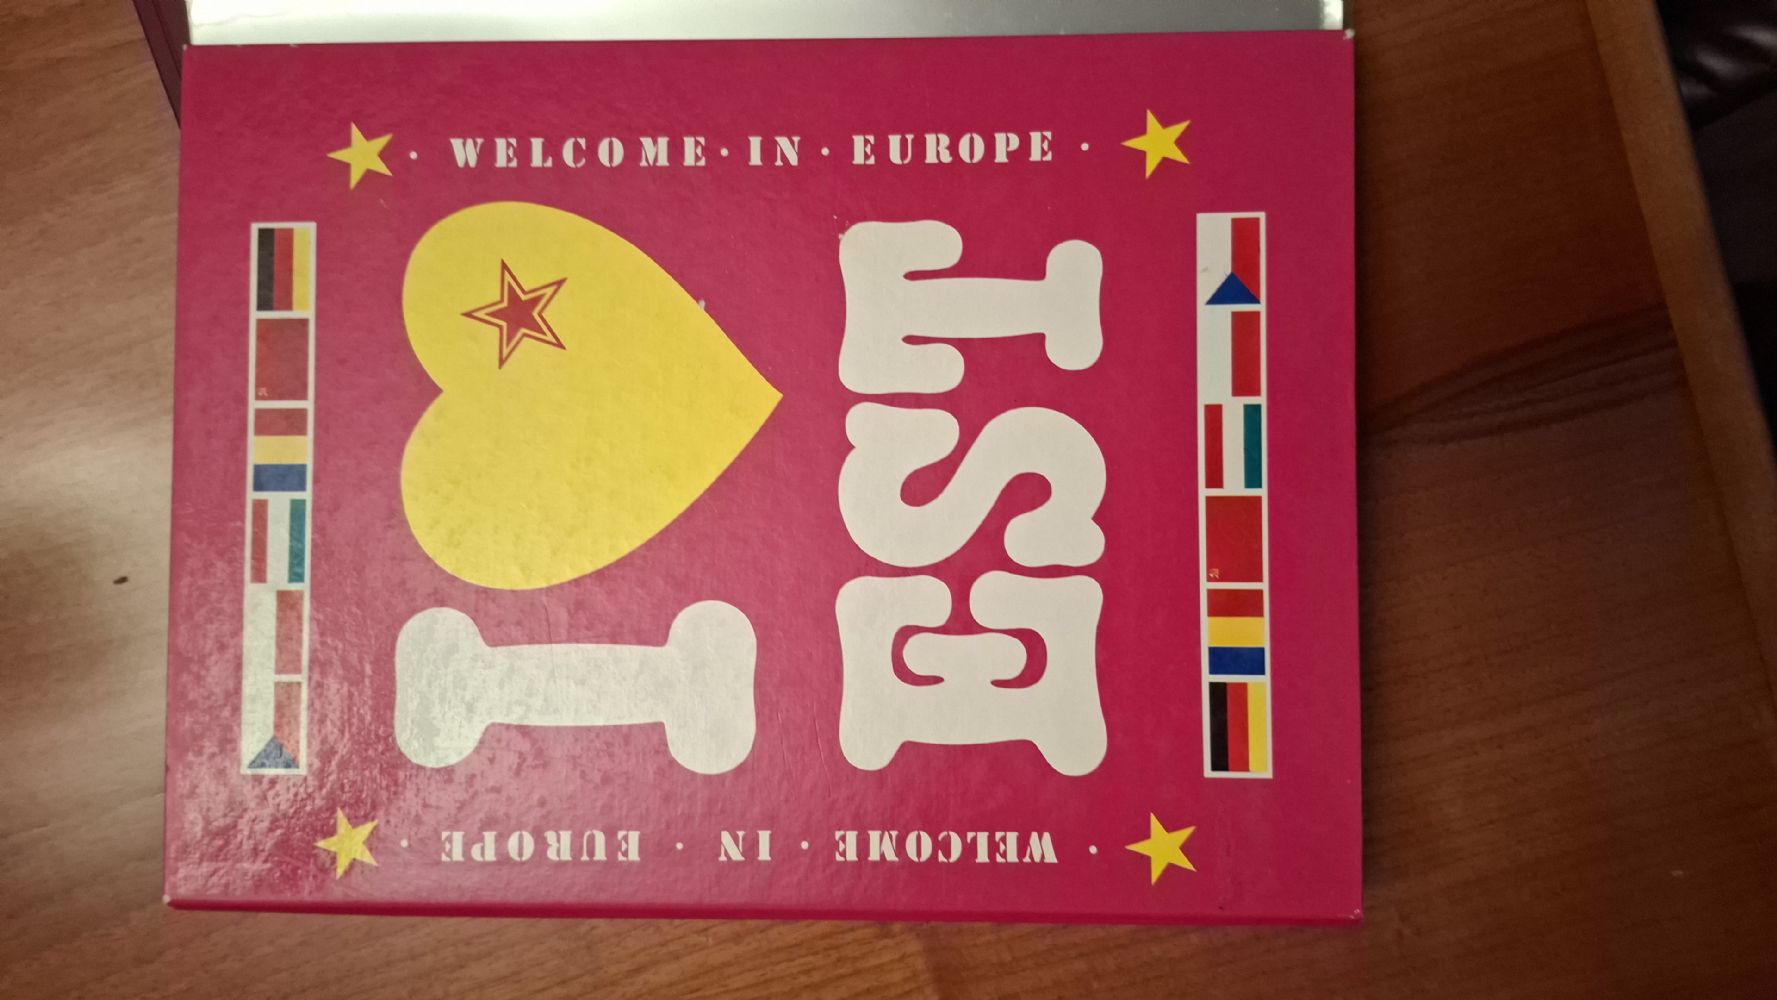 WELCOME · IN · EUROPE ·
I
EST
WELCOME · IN · EUROPE ·